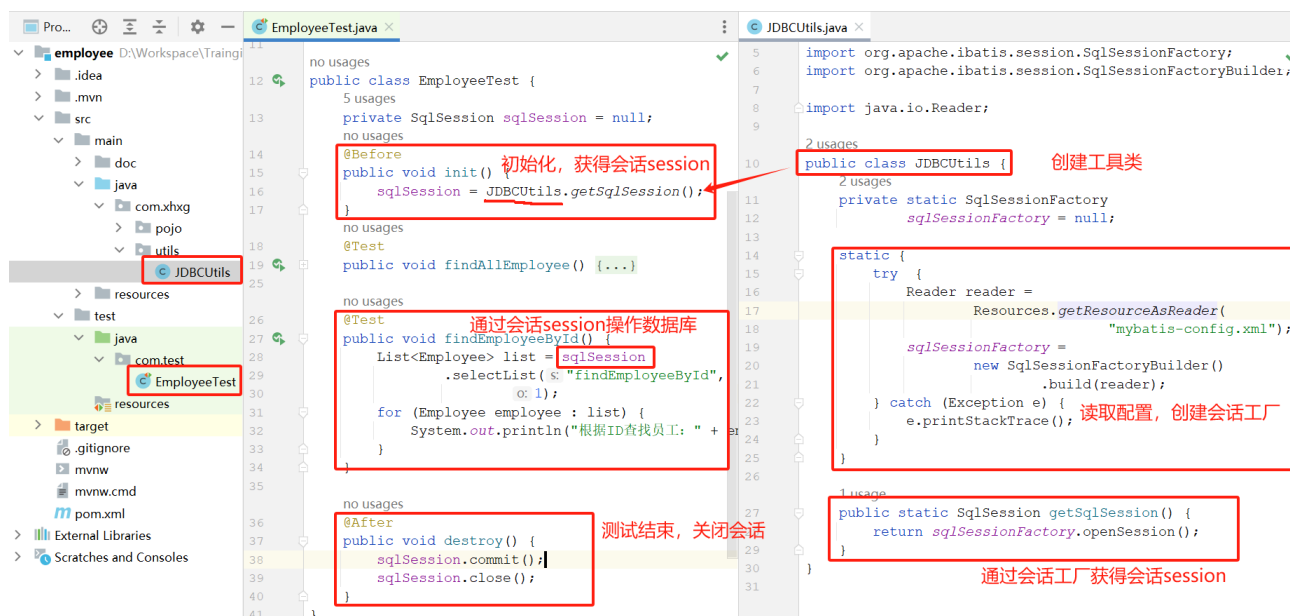 Pro...
employee D:\Workspace\Traingi
.idea
.mvn
src
main
doc
java
com.xhxg
pojo
utils
JDBCUtils
resources
test
java
com.test
EmployeeTest
resources
target
.gitignore
mvnw
mvnw.cmd
pom.xml
External Libraries
Scratches and Consoles
EmployeeTest.java
11
no usages
12 public class EmployeeTest {
5 usages
13 private SqlSession sqlSession = null;
no usages
14 @Before
初始化，获得会话session
15 public void init() {
16 sqlSession = JDBCUtils.getSqlSession();
17 }
no usages
18 @Test
19 public void findAllEmployee() {...}
25
no usages
26 @Test
通过会话session操作数据库
27 public void findEmployeeById() {
28 List<Employee> list = sqlSession
29 .selectList( s: "findEmployeeById",
30 o: 1);
31 for (Employee employee : list) {
32 System.out.println("根据ID查找员工: " + em
33 }
34 }
35
no usages
36 @After
测试结束，关闭会话
37 public void destroy() {
38 sqlSession.commit();
39 sqlSession.close();
40 }
41 }
JDBCUtils.java
5 import org.apache.ibatis.session.SqlSessionFactory;
6 import org.apache.ibatis.session.SqlSessionFactoryBuilder;
7
8 import java.io.Reader;
9
2 usages
10 public class JDBCUtils {
创建工具类
2 usages
11 private static SqlSessionFactory
12 sqlSessionFactory = null;
13
14 static {
15 try {
16 Reader reader =
17 Resources.getResourceAsReader(
18 "mybatis-config.xml");
19 sqlSessionFactory =
20 new SqlSessionFactoryBuilder()
21 .build(reader);
22 } catch (Exception e) {
读取配置，创建会话工厂
23 e.printStackTrace();
24 }
25 }
26
1 usage
27 public static SqlSession getSqlSession() {
28 return sqlSessionFactory.openSession();
29 }
通过会话工厂获得会话session
30 }
31